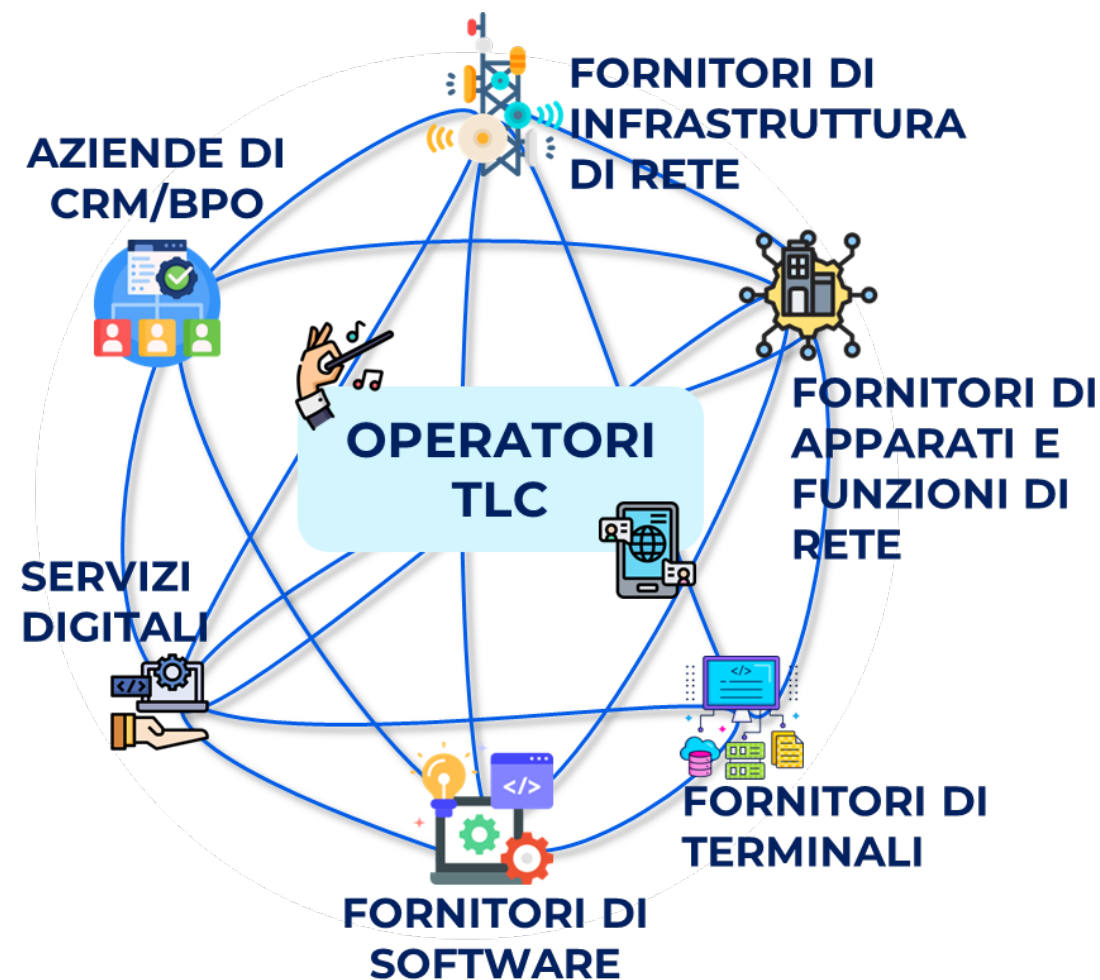 FORNITORI DI
INFRASTRUTTURA
DI RETE
AZIENDE DI
CRM/BPO
FORNITORI DI
APPARATI E
FUNZIONI DI
RETE
OPERATORI
TLC
SERVIZI
DIGITALI
</>
</>
</>
FORNITORI DI
TERMINALI
FORNITORI DI
SOFTWARE